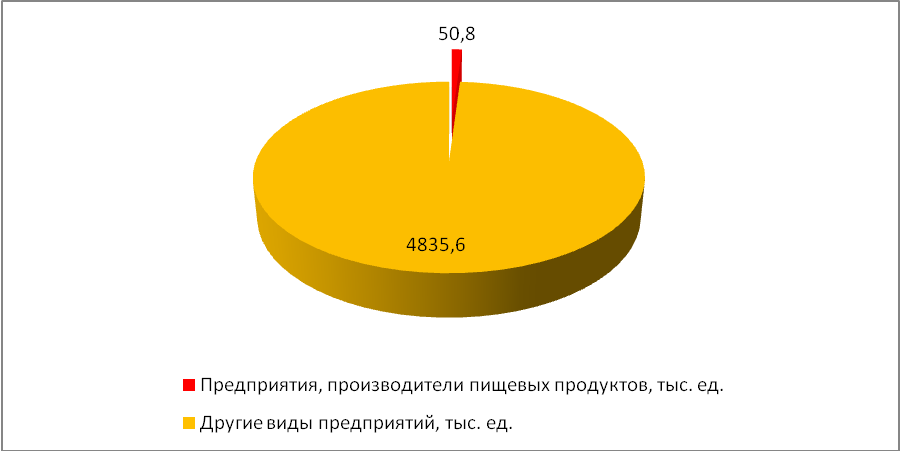 50,8
4835,6
Предприятия, производители пищевых продуктов, тыс. ед.
Другие виды предприятий, тыс. ед.